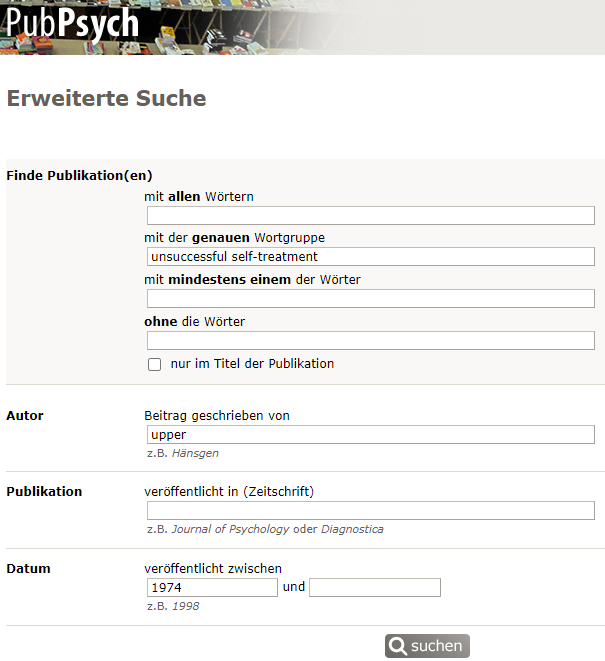 PubPsych
Erweiterte Suche
Finde Publikation(en)
mit allen Wörtern
mit der genauen Wortgruppe
unsuccessful self-treatment
mit mindestens einem der Wörter
ohne die Wörter
nur im Titel der Publikation
Autor Beitrag geschrieben von
upper
z.B. Hänsgen
Publikation veröffentlicht in (Zeitschrift)
z.B. Journal of Psychology oder Diagnostica
Datum veröffentlicht zwischen
1974 und
z.B. 1998
suchen